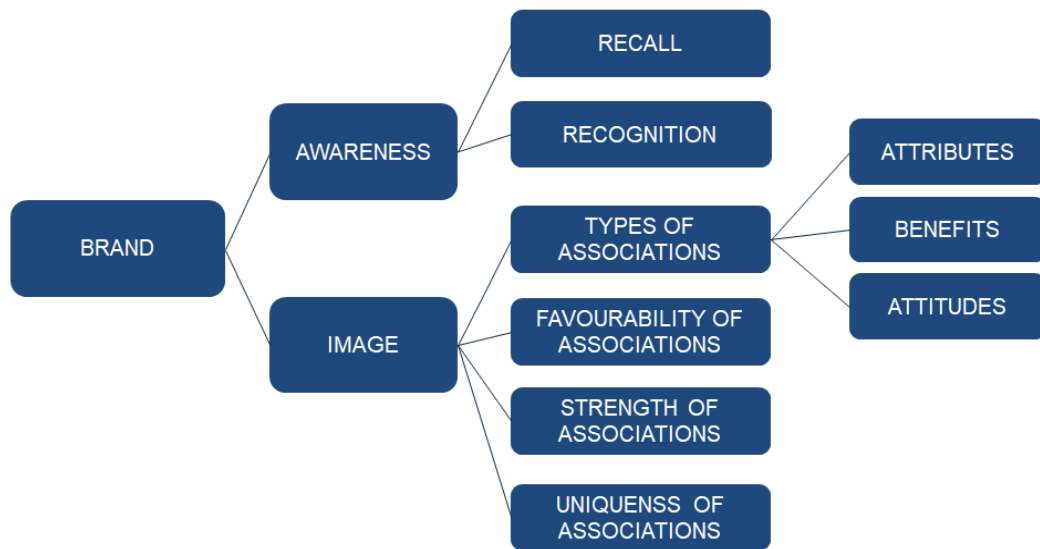 RECALL
RECOGNITION
AWARENESS
ATTRIBUTES
BRAND
TYPES OF
ASSOCIATIONS
BENEFITS
IMAGE
FAVOURABILITY OF
ASSOCIATIONS
ATTITUDES
STRENGTH OF
ASSOCIATIONS
UNIQUENSS OF
ASSOCIATIONS